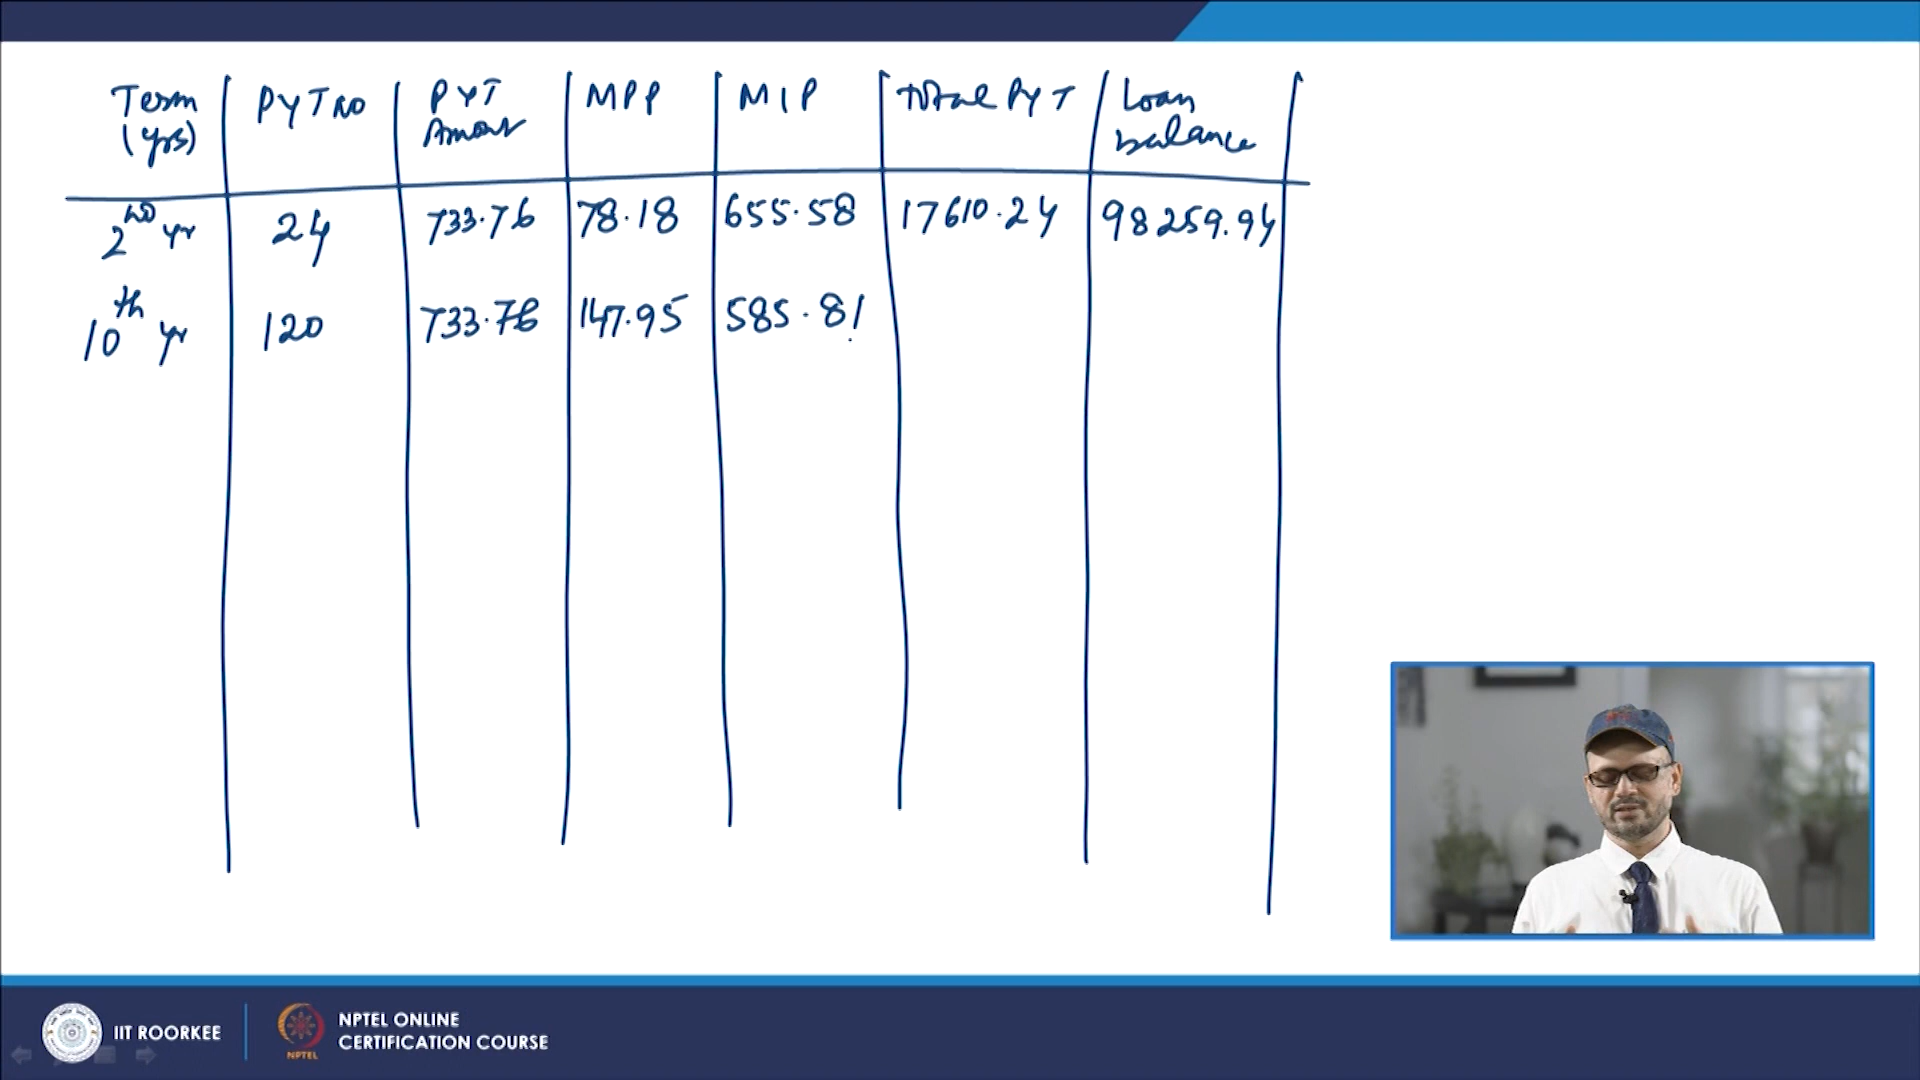 Term (yrs) PYT NO PYT Amount MPP MIP total PYT Loan balance
2nd yr 24 733.76 78.18 655.58 17610.24 98259.94
10th yr 120 733.76 147.95 585.81
IIT ROORKEE
NPTEL
NPTEL ONLINE
CERTIFICATION COURSE